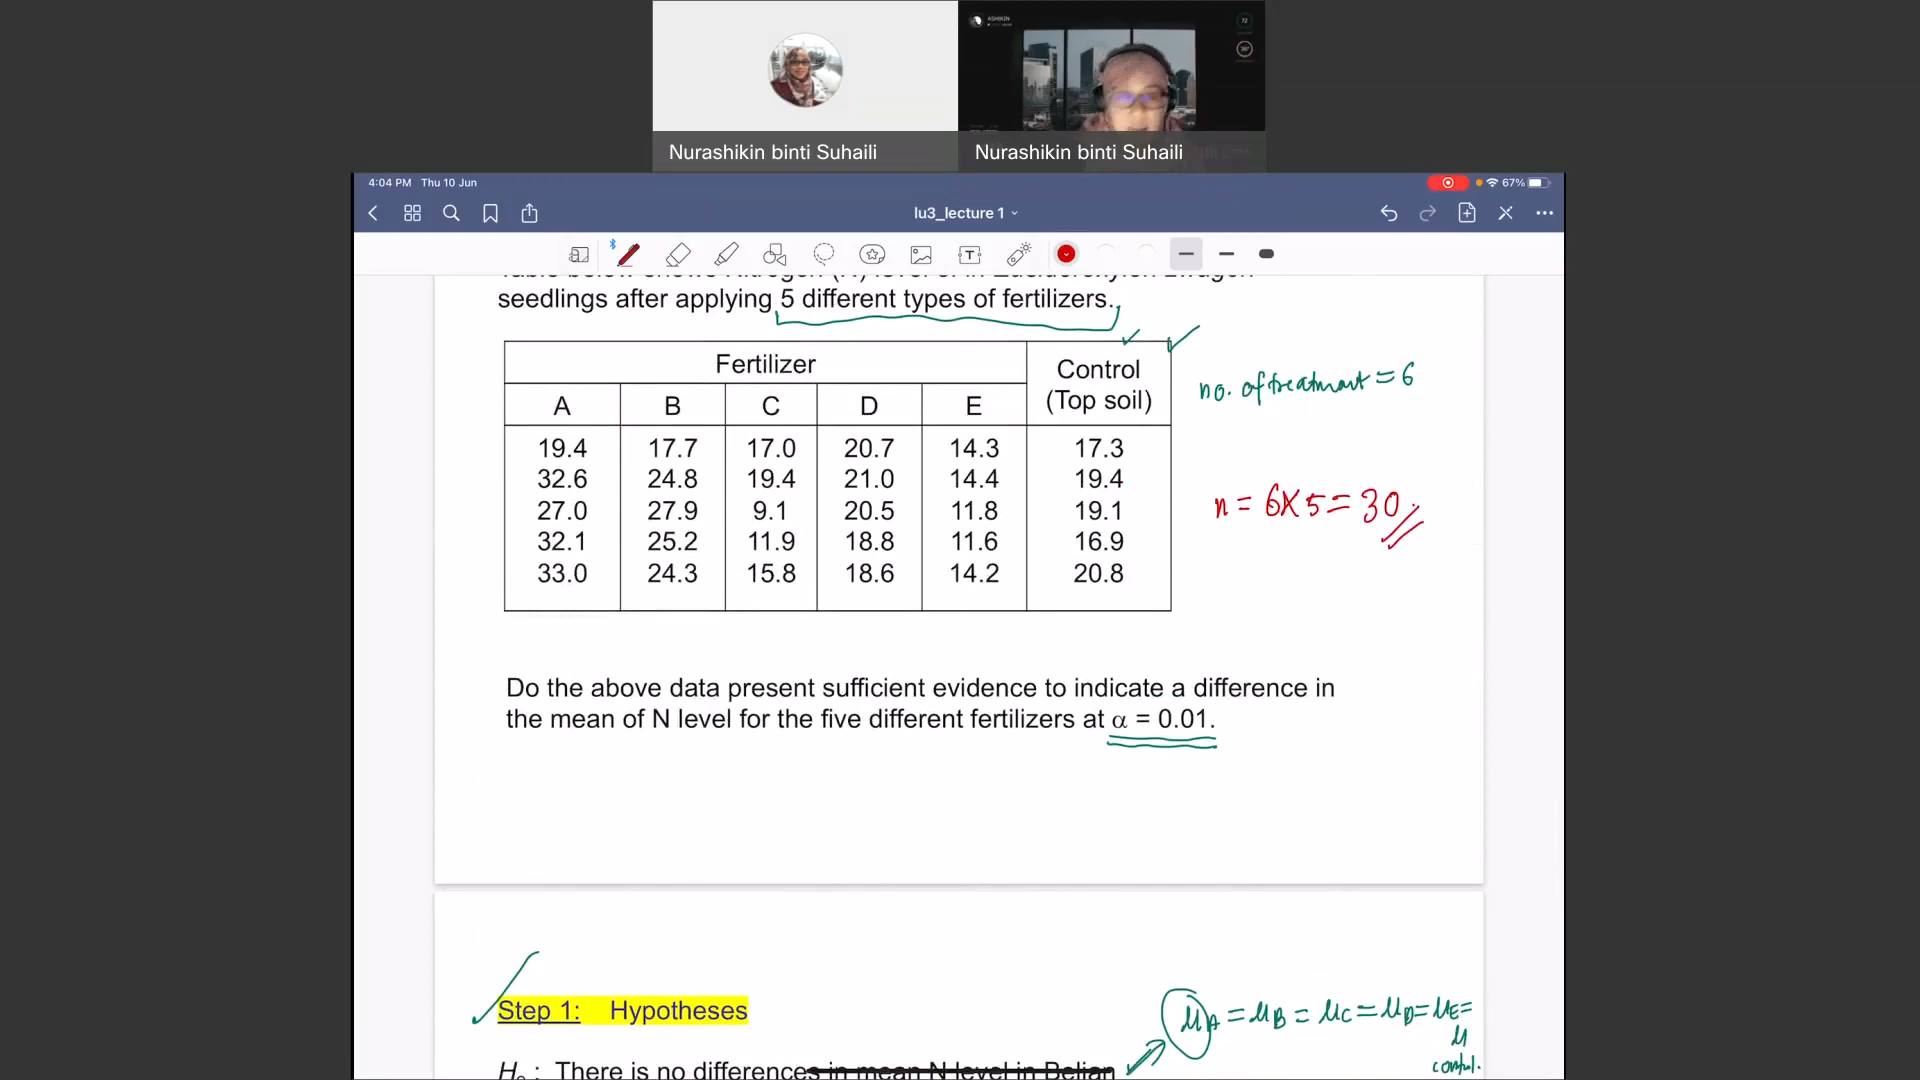 ASHIKIN
72
Nurashikin binti Suhaili
Nurashikin binti Suhaili
4:04 PM Thu 10 Jun
67%
lu3_lecture 1
seedlings after applying 5 different types of fertilizers.
Fertilizer
Control
(Top soil)
A B C D E
19.4 17.7 17.0 20.7 14.3 17.3
32.6 24.8 19.4 21.0 14.4 19.4
27.0 27.9 9.1 20.5 11.8 19.1
32.1 25.2 11.9 18.8 11.6 16.9
33.0 24.3 15.8 18.6 14.2 20.8
no. of treatment = 6
n = 6X5 = 30
Do the above data present sufficient evidence to indicate a difference in
the mean of N level for the five different fertilizers at α = 0.01.
Step 1: Hypotheses
μA = μB = μC = μD = μE =
μ
control.
H₀ : There is no differences in mean N level in Belian